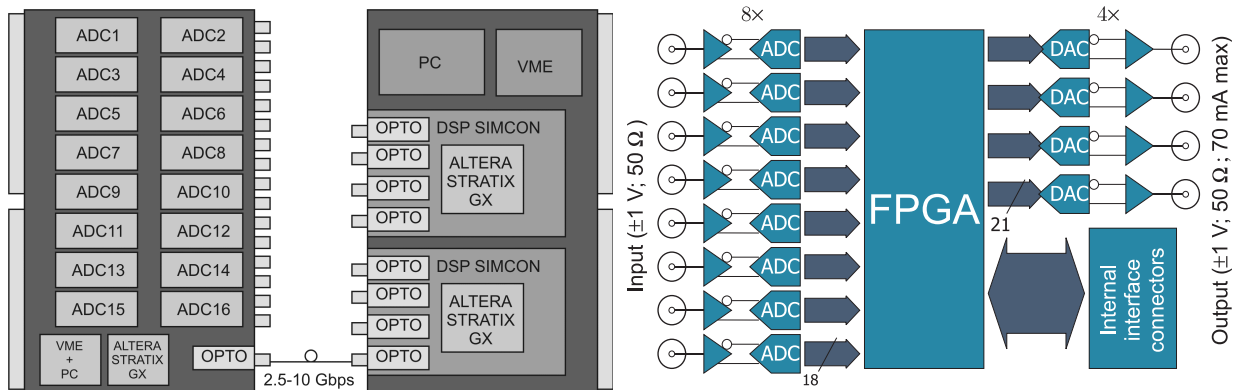 ADC1
ADC2
ADC3
ADC4
ADC5
ADC6
ADC7
ADC8
ADC9
ADC10
ADC11
ADC12
ADC13
ADC14
ADC15
ADC16
VME
+
PC
ALTERA
STRATIX
GX
OPTO
2.5-10 Gbps
PC
VME
OPTO
DSP SIMCON
OPTO
OPTO
OPTO
ALTERA
STRATIX
GX
OPTO
DSP SIMCON
OPTO
OPTO
OPTO
ALTERA
STRATIX
GX
Input (±1 V; 50 Ω)
8×
ADC
ADC
ADC
ADC
ADC
ADC
ADC
ADC
18
FPGA
4×
DAC
DAC
DAC
DAC
21
Internal
interface
connectors
Output (±1 V; 50 Ω; 70 mA max)